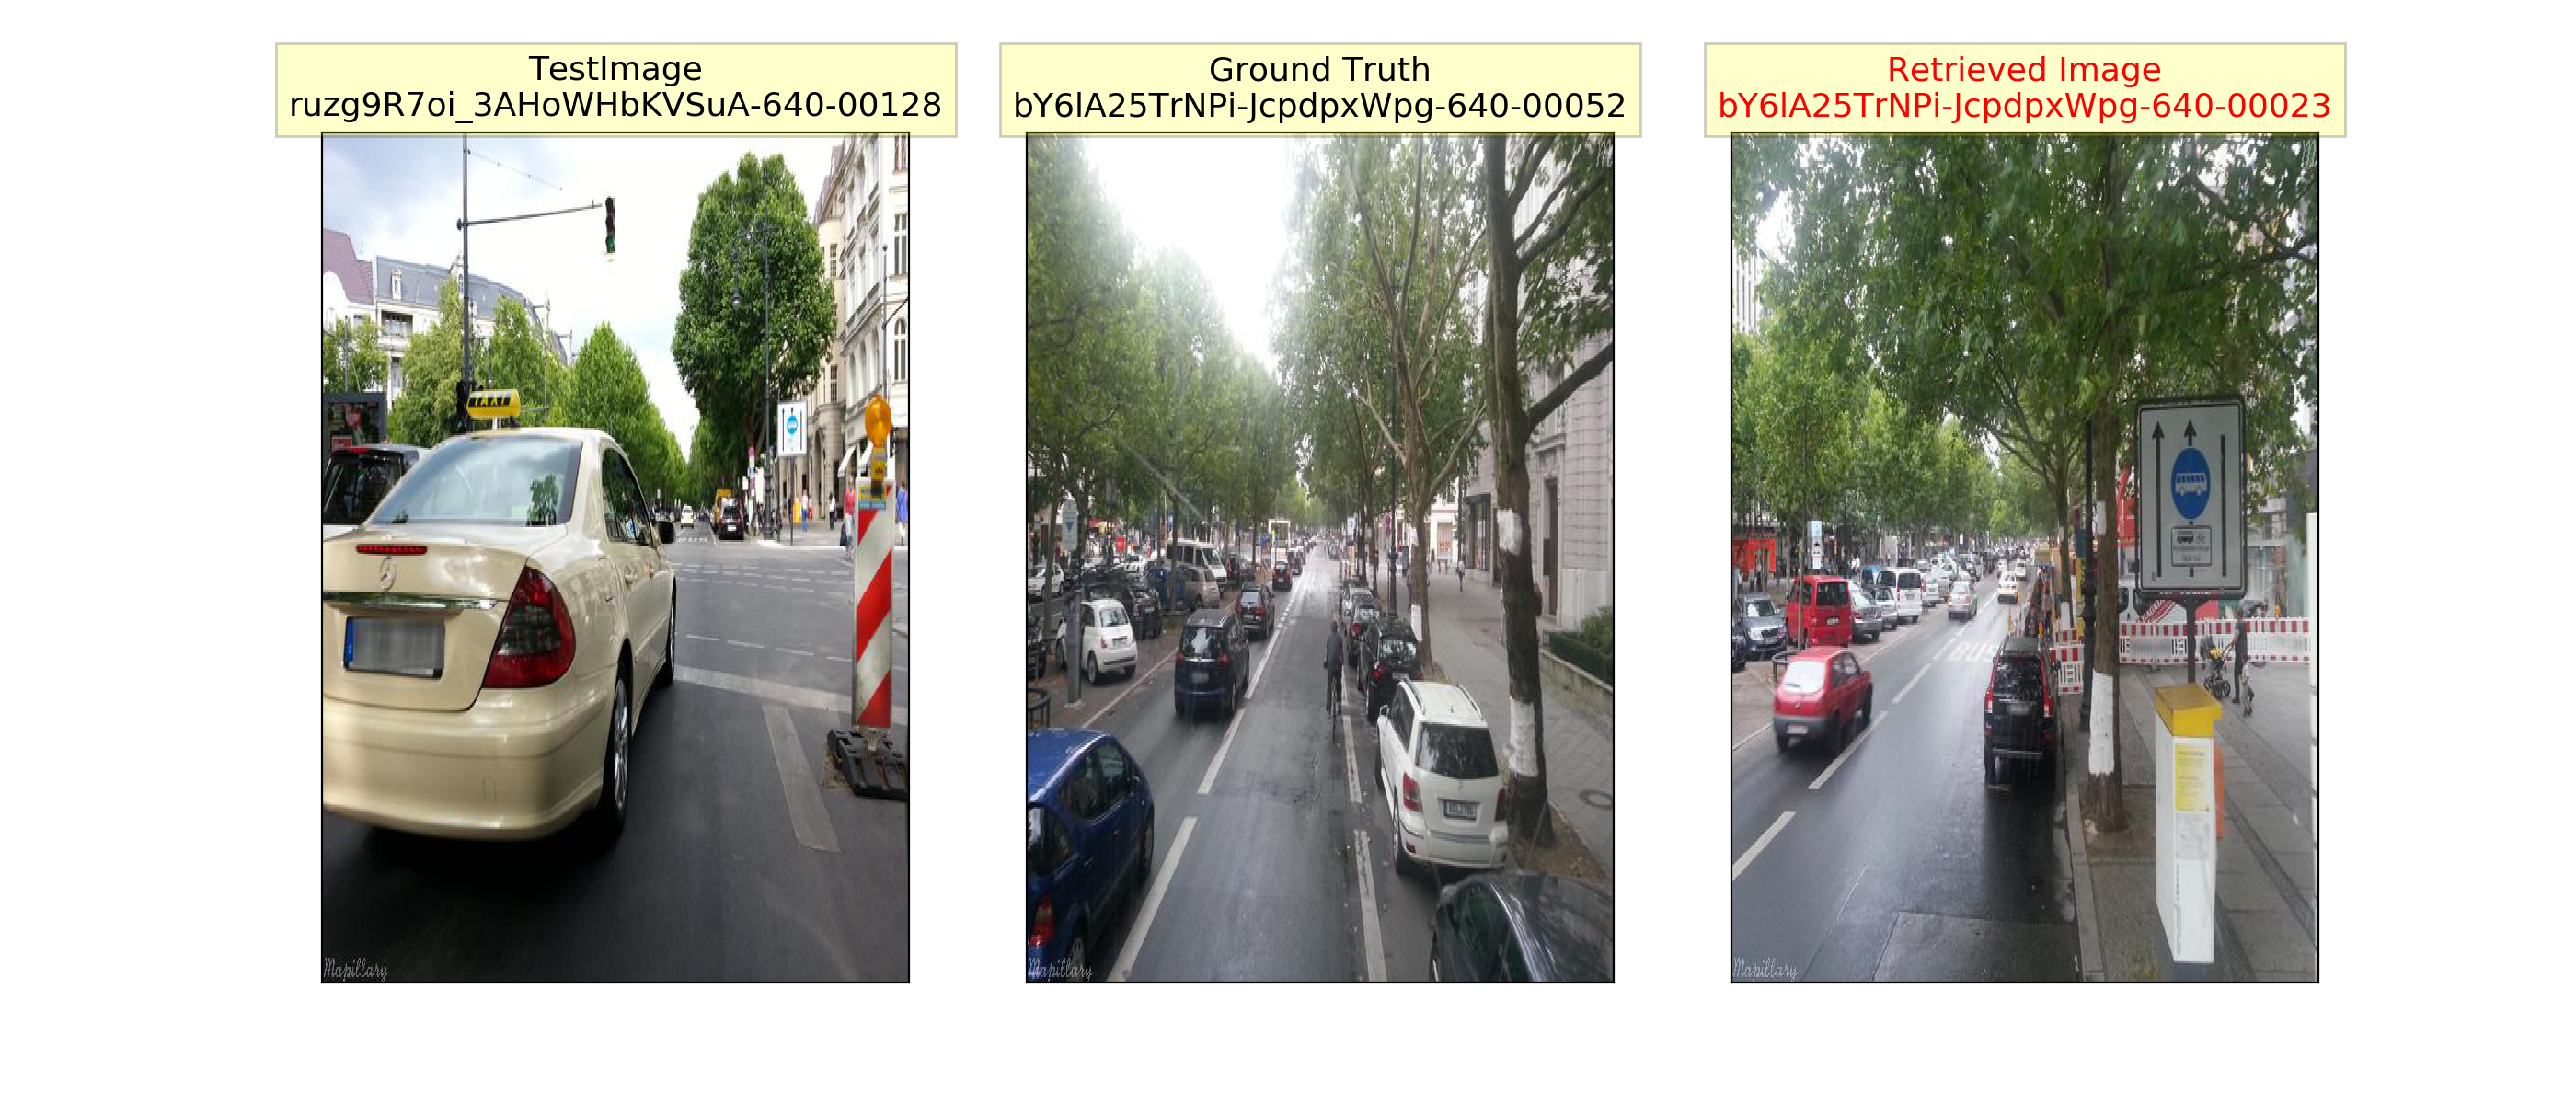 TestImage
ruzg9R7oi_3AHoWHbKVSuA-640-00128
Ground Truth
bY6lA25TrNPi-JcpdpxWpg-640-00052
Retrieved Image
bY6lA25TrNPi-JcpdpxWpg-640-00023
TAXI
BUS
Mapillary
Mapillary
Mapillary